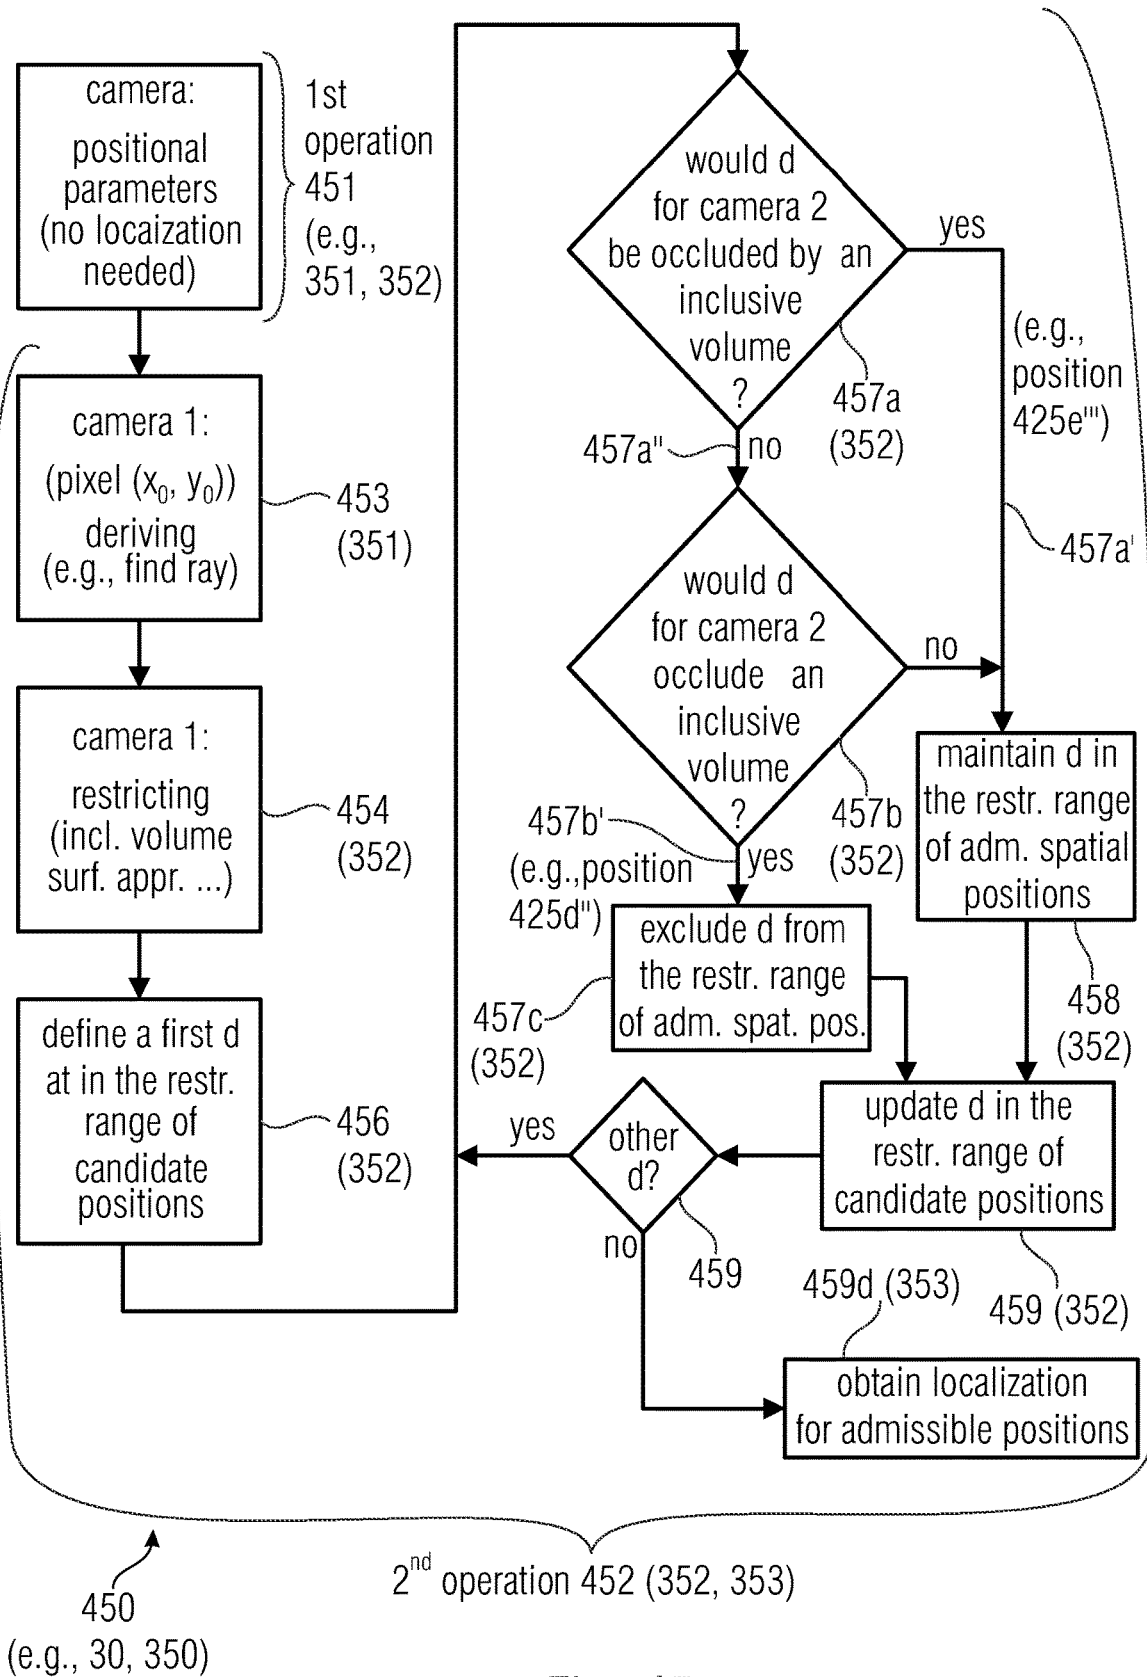 camera:
positional
parameters
(no locaization
needed)
1st
operation
451
(e.g.,
351, 352)
camera 1:
(pixel (x₀, y₀))
deriving
(e.g., find ray)
453
(351)
camera 1:
restricting
(incl. volume
surf. appr. ...)
454
(352)
define a first d
at in the restr.
range of
candidate
positions
456
(352)
would d
for camera 2
be occluded by an
inclusive
volume
?
yes
(e.g.,
position
425e''')
457a
(352)
457a''
no
457a'
would d
for camera 2
occlude an
inclusive
volume
?
no
457b
(352)
457b'
(e.g.,position
425d'')
yes
maintain d in
the restr. range
of adm. spatial
positions
458
(352)
exclude d from
the restr. range
of adm. spat. pos.
457c
(352)
update d in the
restr. range of
candidate positions
459 (352)
other
d?
yes
no
459
459d (353)
obtain localization
for admissible positions
2nd operation 452 (352, 353)
450
(e.g., 30, 350)